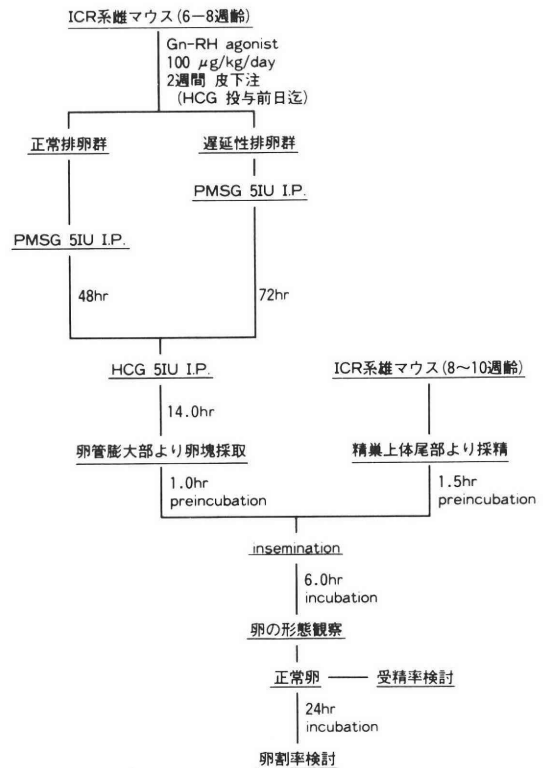 ICR系雌マウス(6—8週齢)
Gn-RH agonist
100 μg/kg/day
2週間 皮下注
(HCG 投与前日迄)
正常排卵群
遅延性排卵群
PMSG 5IU I.P.
PMSG 5IU I.P.
48hr
72hr
HCG 5IU I.P.
ICR系雄マウス(8〜10週齢)
14.0hr
卵管膨大部より卵塊採取
精巣上体尾部より採精
1.0hr
preincubation
1.5hr
preincubation
insemination
6.0hr
incubation
卵の形態観察
正常卵
受精率検討
24hr
incubation
卵割率検討